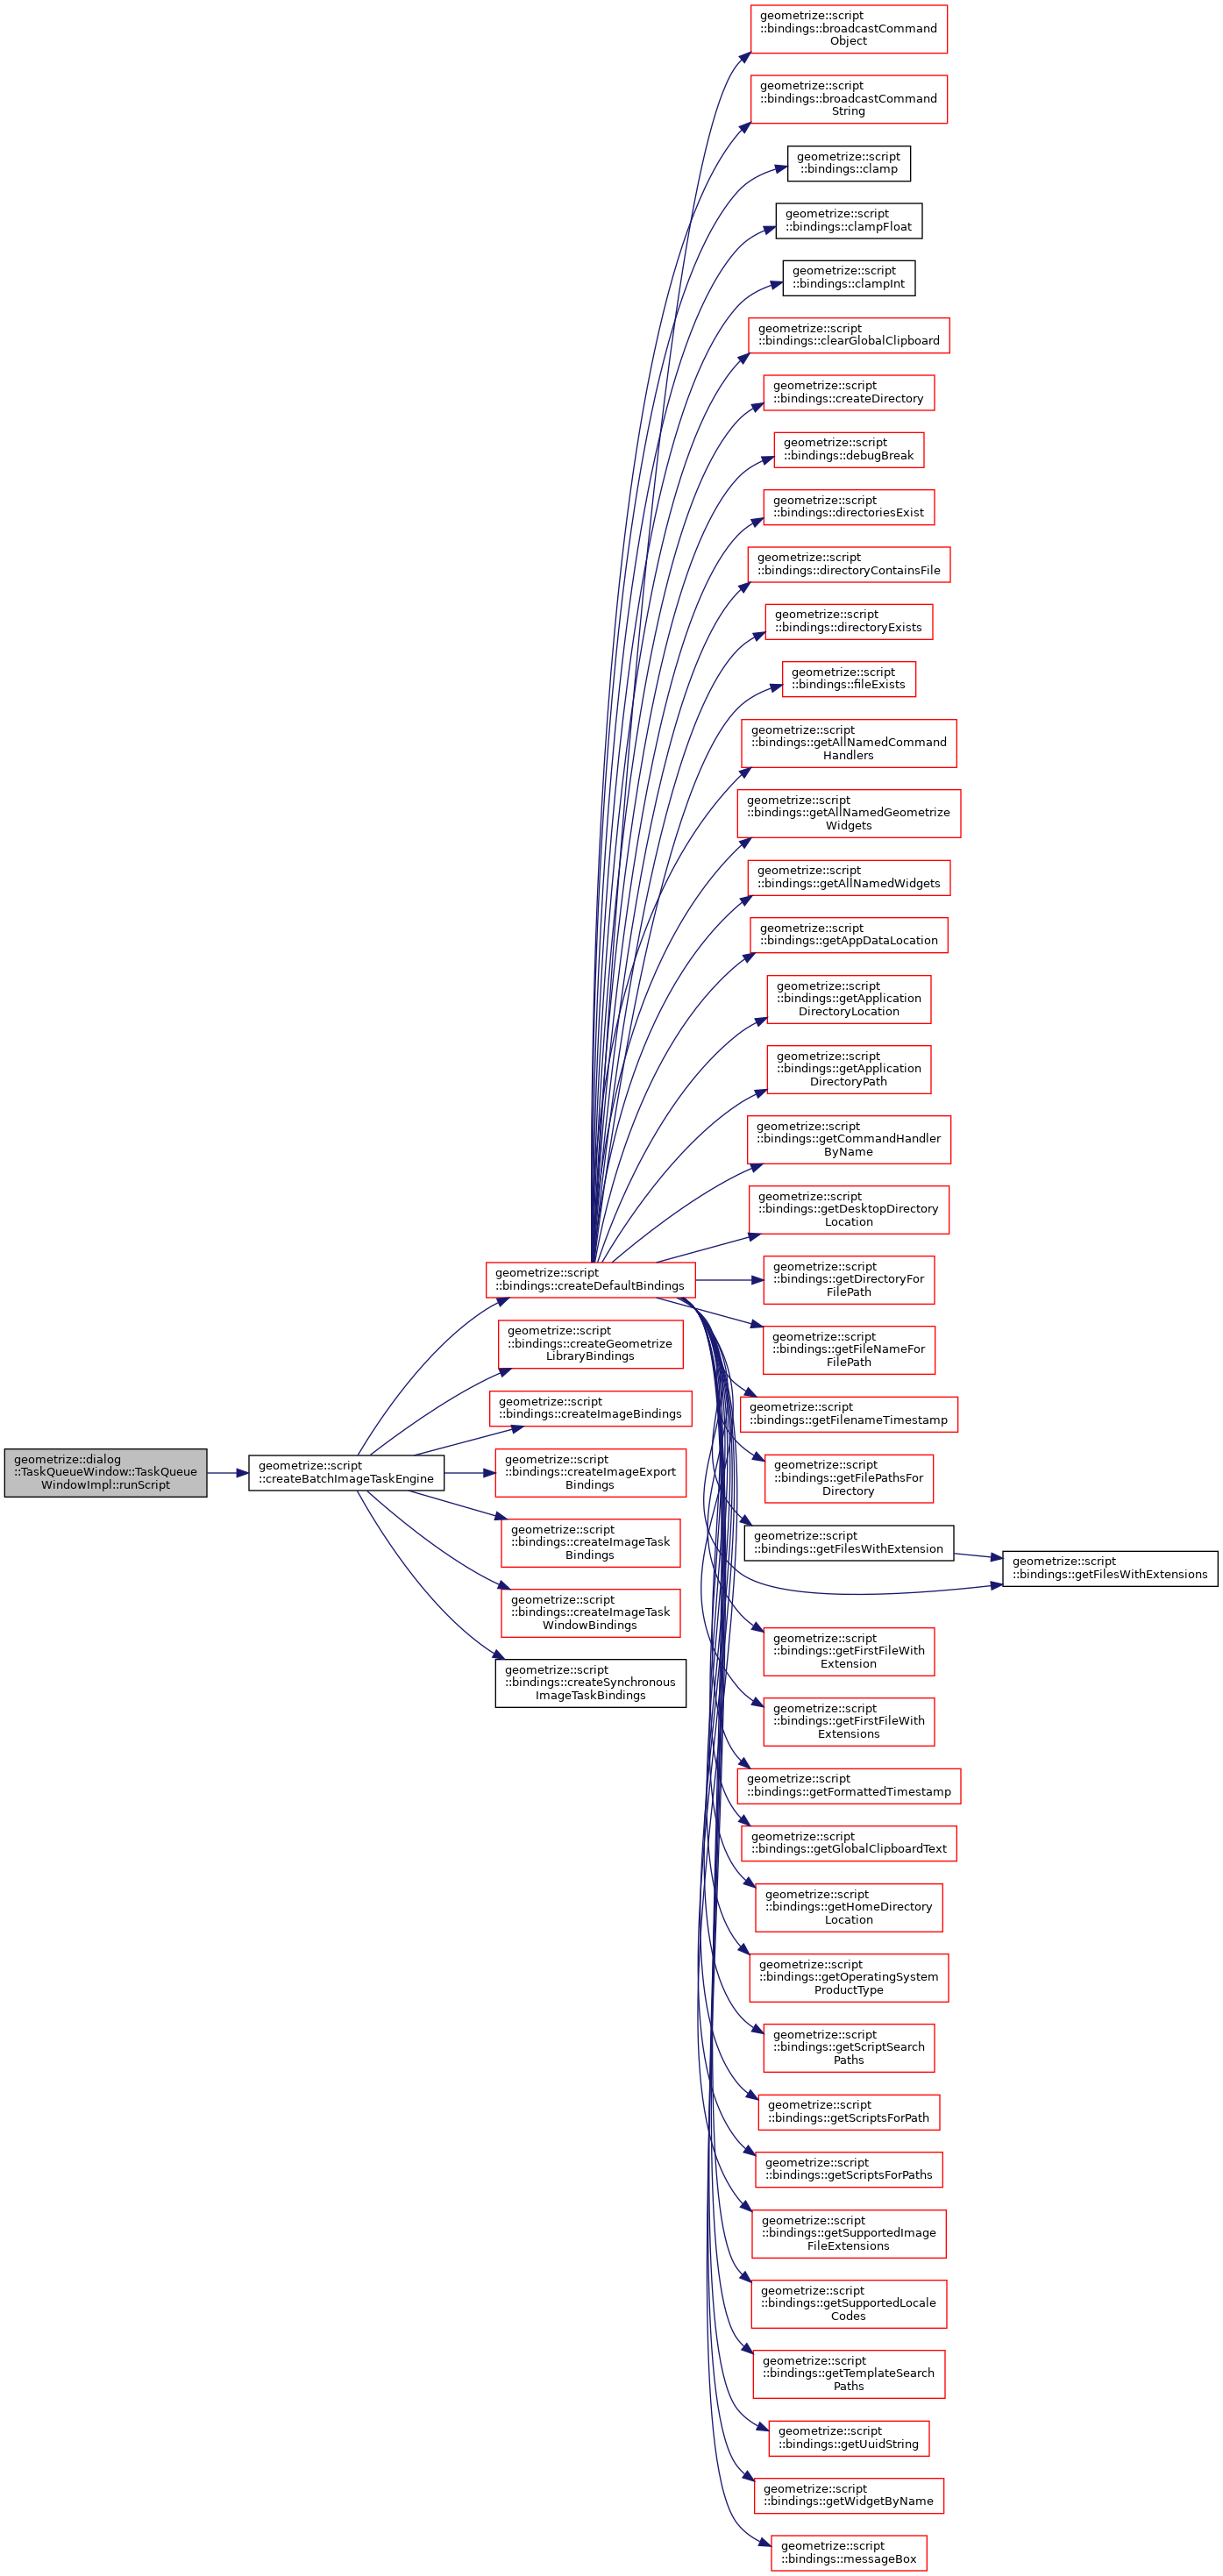 geometrize::dialog
::TaskQueueWindow::TaskQueue
WindowImpl::runScript
geometrize::script
::createBatchImageTaskEngine
geometrize::script
::bindings::createDefaultBindings
geometrize::script
::bindings::createGeometrize
LibraryBindings
geometrize::script
::bindings::createImageBindings
geometrize::script
::bindings::createImageExport
Bindings
geometrize::script
::bindings::createImageTask
Bindings
geometrize::script
::bindings::createImageTask
WindowBindings
geometrize::script
::bindings::createSynchronous
ImageTaskBindings
geometrize::script
::bindings::broadcastCommand
Object
geometrize::script
::bindings::broadcastCommand
String
geometrize::script
::bindings::clamp
geometrize::script
::bindings::clampFloat
geometrize::script
::bindings::clampInt
geometrize::script
::bindings::clearGlobalClipboard
geometrize::script
::bindings::createDirectory
geometrize::script
::bindings::debugBreak
geometrize::script
::bindings::directoriesExist
geometrize::script
::bindings::directoryContainsFile
geometrize::script
::bindings::directoryExists
geometrize::script
::bindings::fileExists
geometrize::script
::bindings::getAllNamedCommand
Handlers
geometrize::script
::bindings::getAllNamedGeometrize
Widgets
geometrize::script
::bindings::getAllNamedWidgets
geometrize::script
::bindings::getAppDataLocation
geometrize::script
::bindings::getApplication
DirectoryLocation
geometrize::script
::bindings::getApplication
DirectoryPath
geometrize::script
::bindings::getCommandHandler
ByName
geometrize::script
::bindings::getDesktopDirectory
Location
geometrize::script
::bindings::getDirectoryFor
FilePath
geometrize::script
::bindings::getFileNameFor
FilePath
geometrize::script
::bindings::getFilenameTimestamp
geometrize::script
::bindings::getFilePathsFor
Directory
geometrize::script
::bindings::getFilesWithExtension
geometrize::script
::bindings::getFilesWithExtensions
geometrize::script
::bindings::getFirstFileWith
Extension
geometrize::script
::bindings::getFirstFileWith
Extensions
geometrize::script
::bindings::getFormattedTimestamp
geometrize::script
::bindings::getGlobalClipboardText
geometrize::script
::bindings::getHomeDirectory
Location
geometrize::script
::bindings::getOperatingSystem
ProductType
geometrize::script
::bindings::getScriptSearch
Paths
geometrize::script
::bindings::getScriptsForPath
geometrize::script
::bindings::getScriptsForPaths
geometrize::script
::bindings::getSupportedImage
FileExtensions
geometrize::script
::bindings::getSupportedLocale
Codes
geometrize::script
::bindings::getTemplateSearch
Paths
geometrize::script
::bindings::getUuidString
geometrize::script
::bindings::getWidgetByName
geometrize::script
::bindings::messageBox